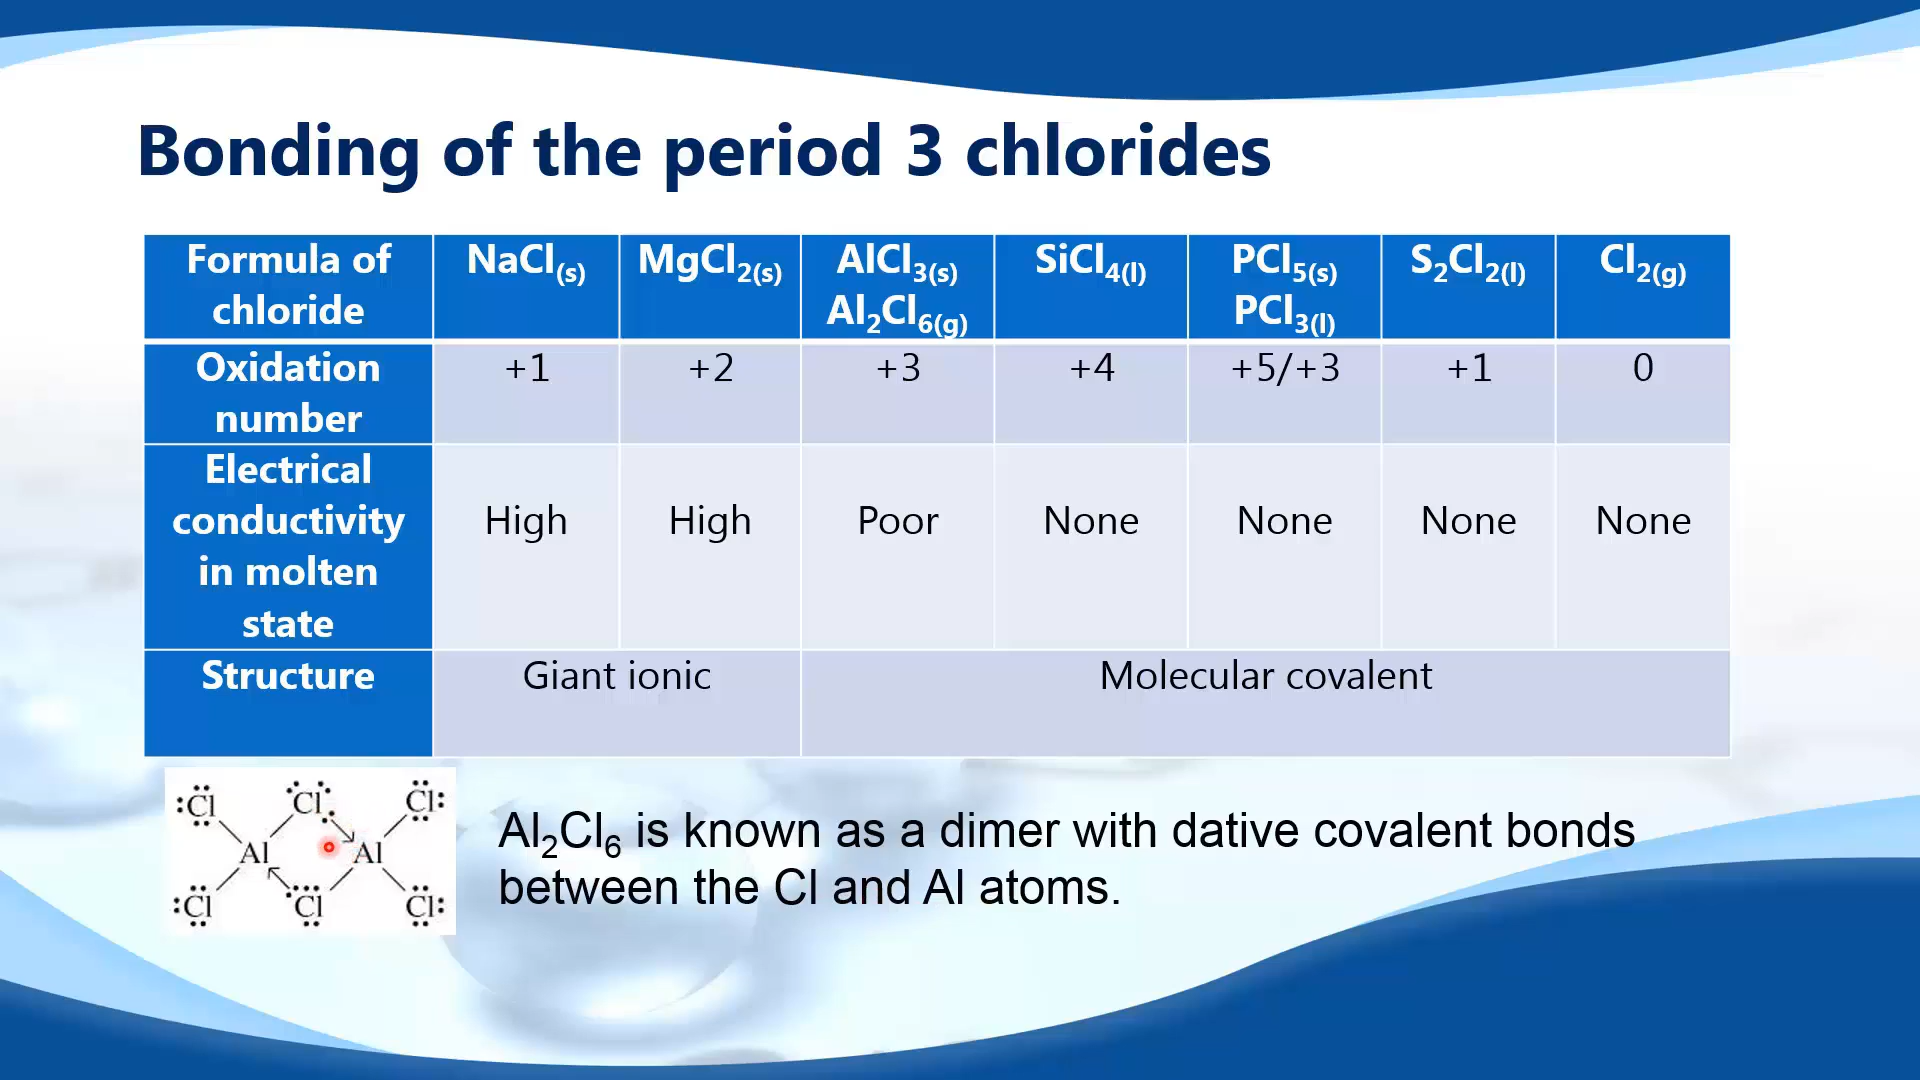 Bonding of the period 3 chlorides
Formula of chloride NaCl(s) MgCl2(s) AlCl3(s) Al2Cl6(g) SiCl4(l) PCl5(s) PCl3(l) S2Cl2(l) Cl2(g)
Oxidation number +1 +2 +3 +4 +5/+3 +1 0
Electrical conductivity in molten state High High Poor None None None None
Structure Giant ionic Molecular covalent
Cl Cl Cl
Al Al
Cl Cl Cl
Al2Cl6 is known as a dimer with dative covalent bonds
between the Cl and Al atoms.